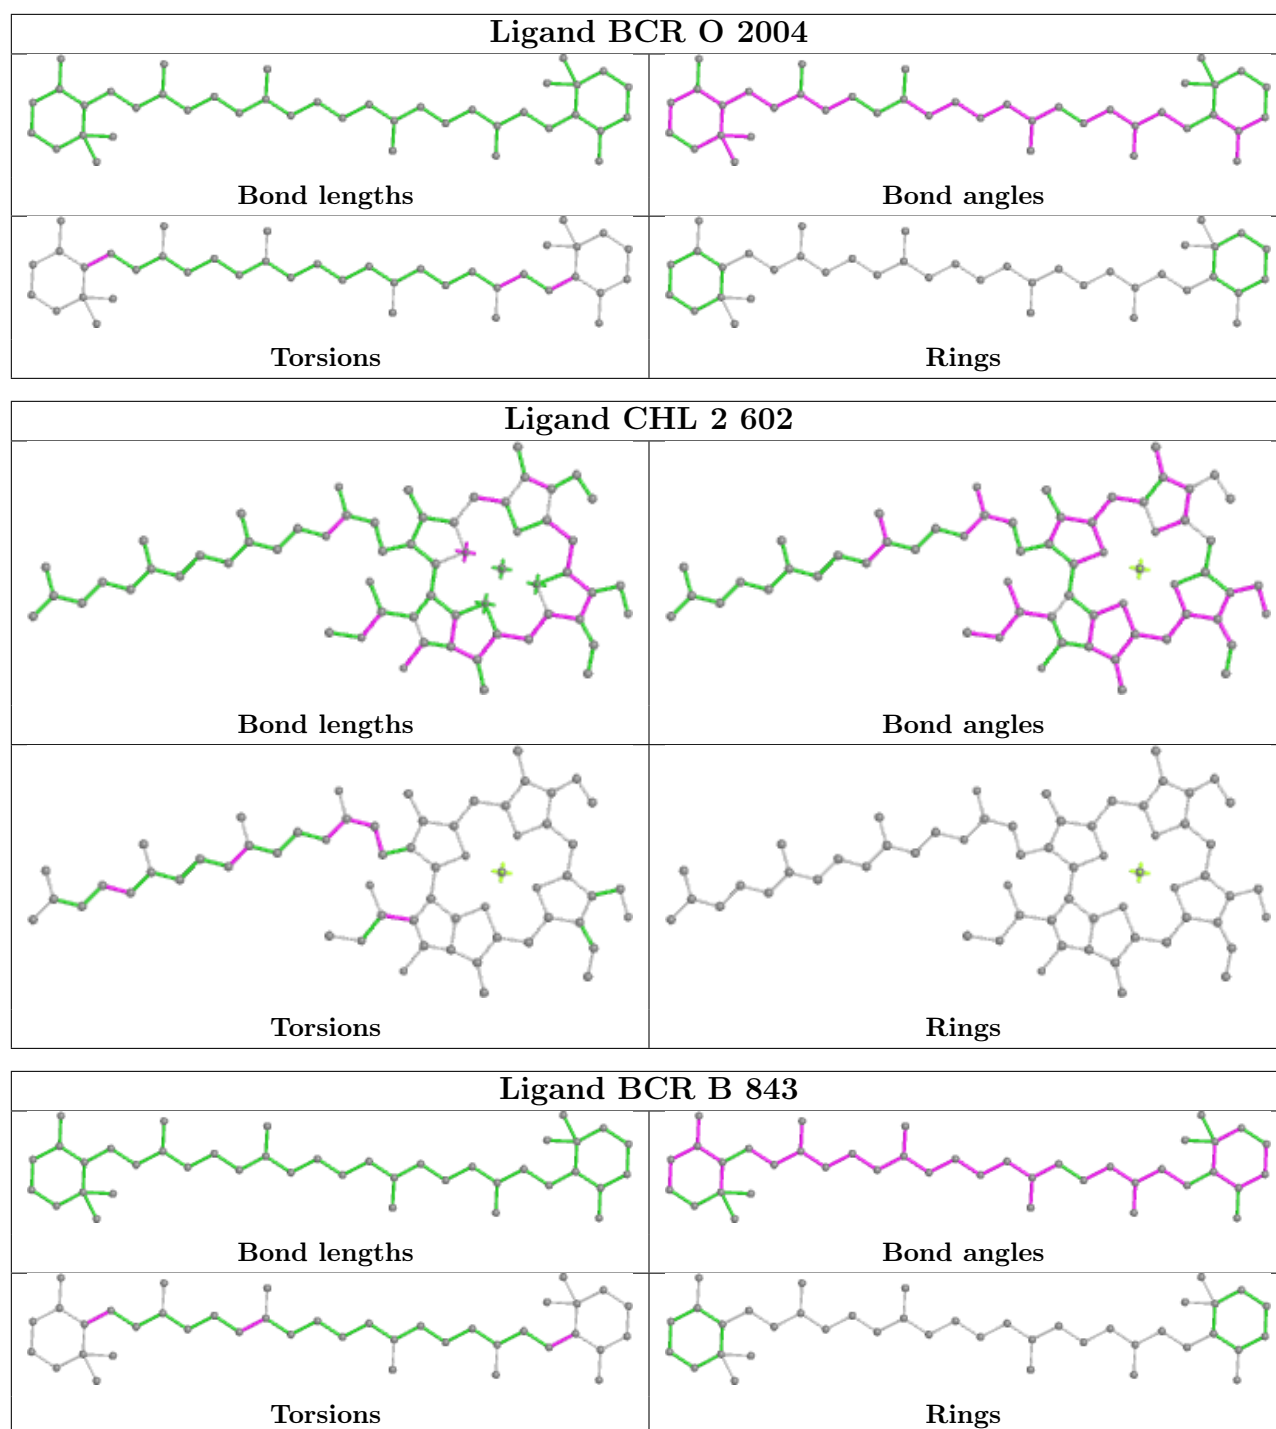 Ligand BCR O 2004
Bond lengths
Bond angles
Torsions
Rings
Ligand CHL 2 602
Bond lengths
Bond angles
Torsions
Rings
Ligand BCR B 843
Bond lengths
Bond angles
Torsions
Rings